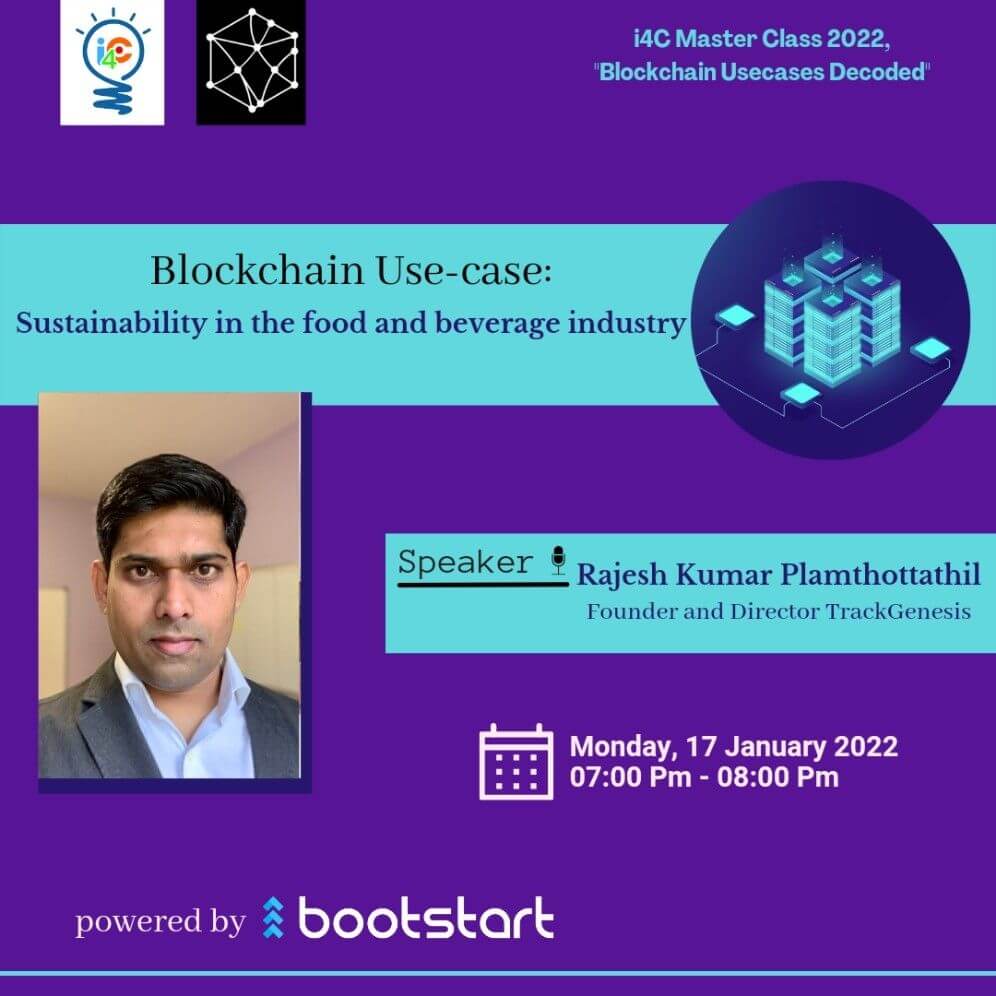 i4C
i4C Master Class 2022,
"Blockchain Usecases Decoded"
Blockchain Use-case:
Sustainability in the food and beverage industry
Speaker
Rajesh Kumar Plamthottathil
Founder and Director TrackGenesis
Monday, 17 January 2022
07:00 Pm - 08:00 Pm
powered by bootstart